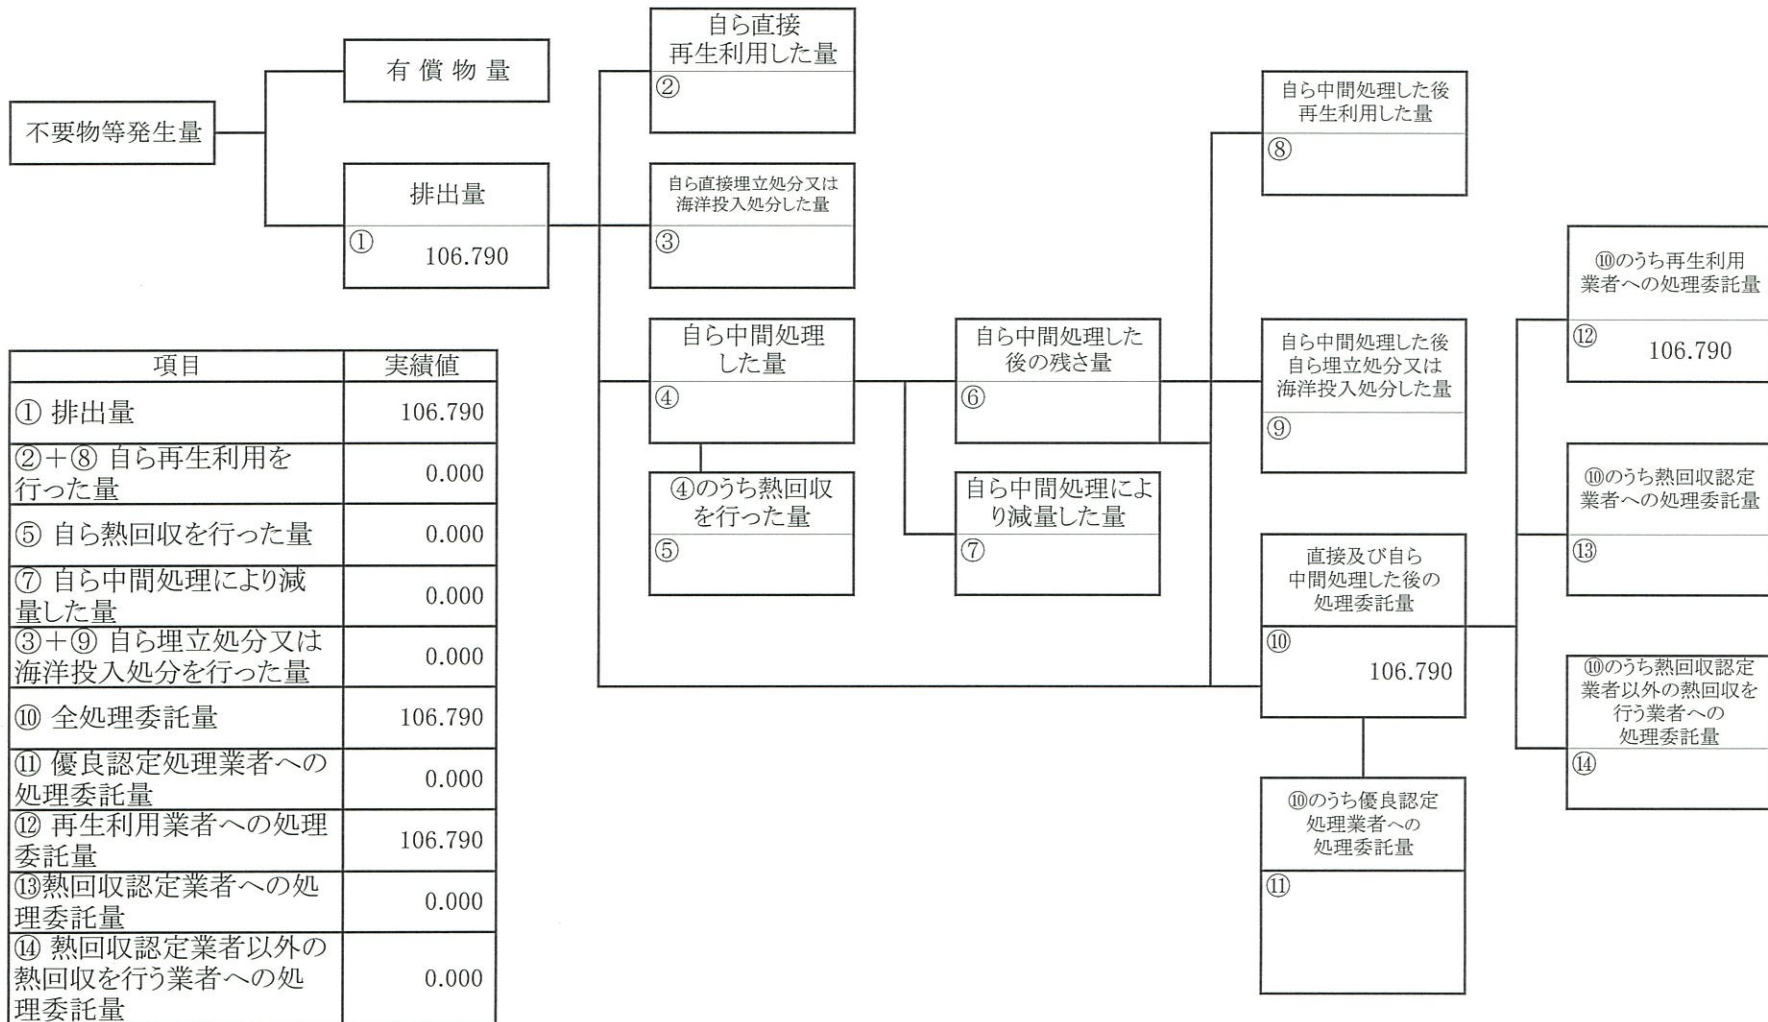 不要物等発生量
有償物量
排出量
①
106.790
自ら直接
再生利用した量
②
自ら直接埋立処分又は
海洋投入処分した量
③
自ら中間処理
した量
④
④のうち熱回収
を行った量
⑤
自ら中間処理した
後の残さ量
⑥
自ら中間処理によ
り減量した量
⑦
自ら中間処理した後
再生利用した量
⑧
自ら中間処理した後
自ら埋立処分又は
海洋投入処分した量
⑨
直接及び自ら
中間処理した後の
処理委託量
⑩
106.790
⑩のうち優良認定
処理業者への
処理委託量
⑪
⑩のうち再生利用
業者への処理委託量
⑫
106.790
⑩のうち熱回収認定
業者への処理委託量
⑬
⑩のうち熱回収認定
業者以外の熱回収を
行う業者への
処理委託量
⑭
項目 実績値
① 排出量 106.790
②+⑧ 自ら再生利用を
行った量 0.000
⑤ 自ら熱回収を行った量 0.000
⑦ 自ら中間処理により減
量した量 0.000
③+⑨ 自ら埋立処分又は
海洋投入処分を行った量 0.000
⑩ 全処理委託量 106.790
⑪ 優良認定処理業者への
処理委託量 0.000
⑫ 再生利用業者への処理
委託量 106.790
⑬熱回収認定業者への処
理委託量 0.000
⑭ 熱回収認定業者以外の
熱回収を行う業者への処
理委託量 0.000